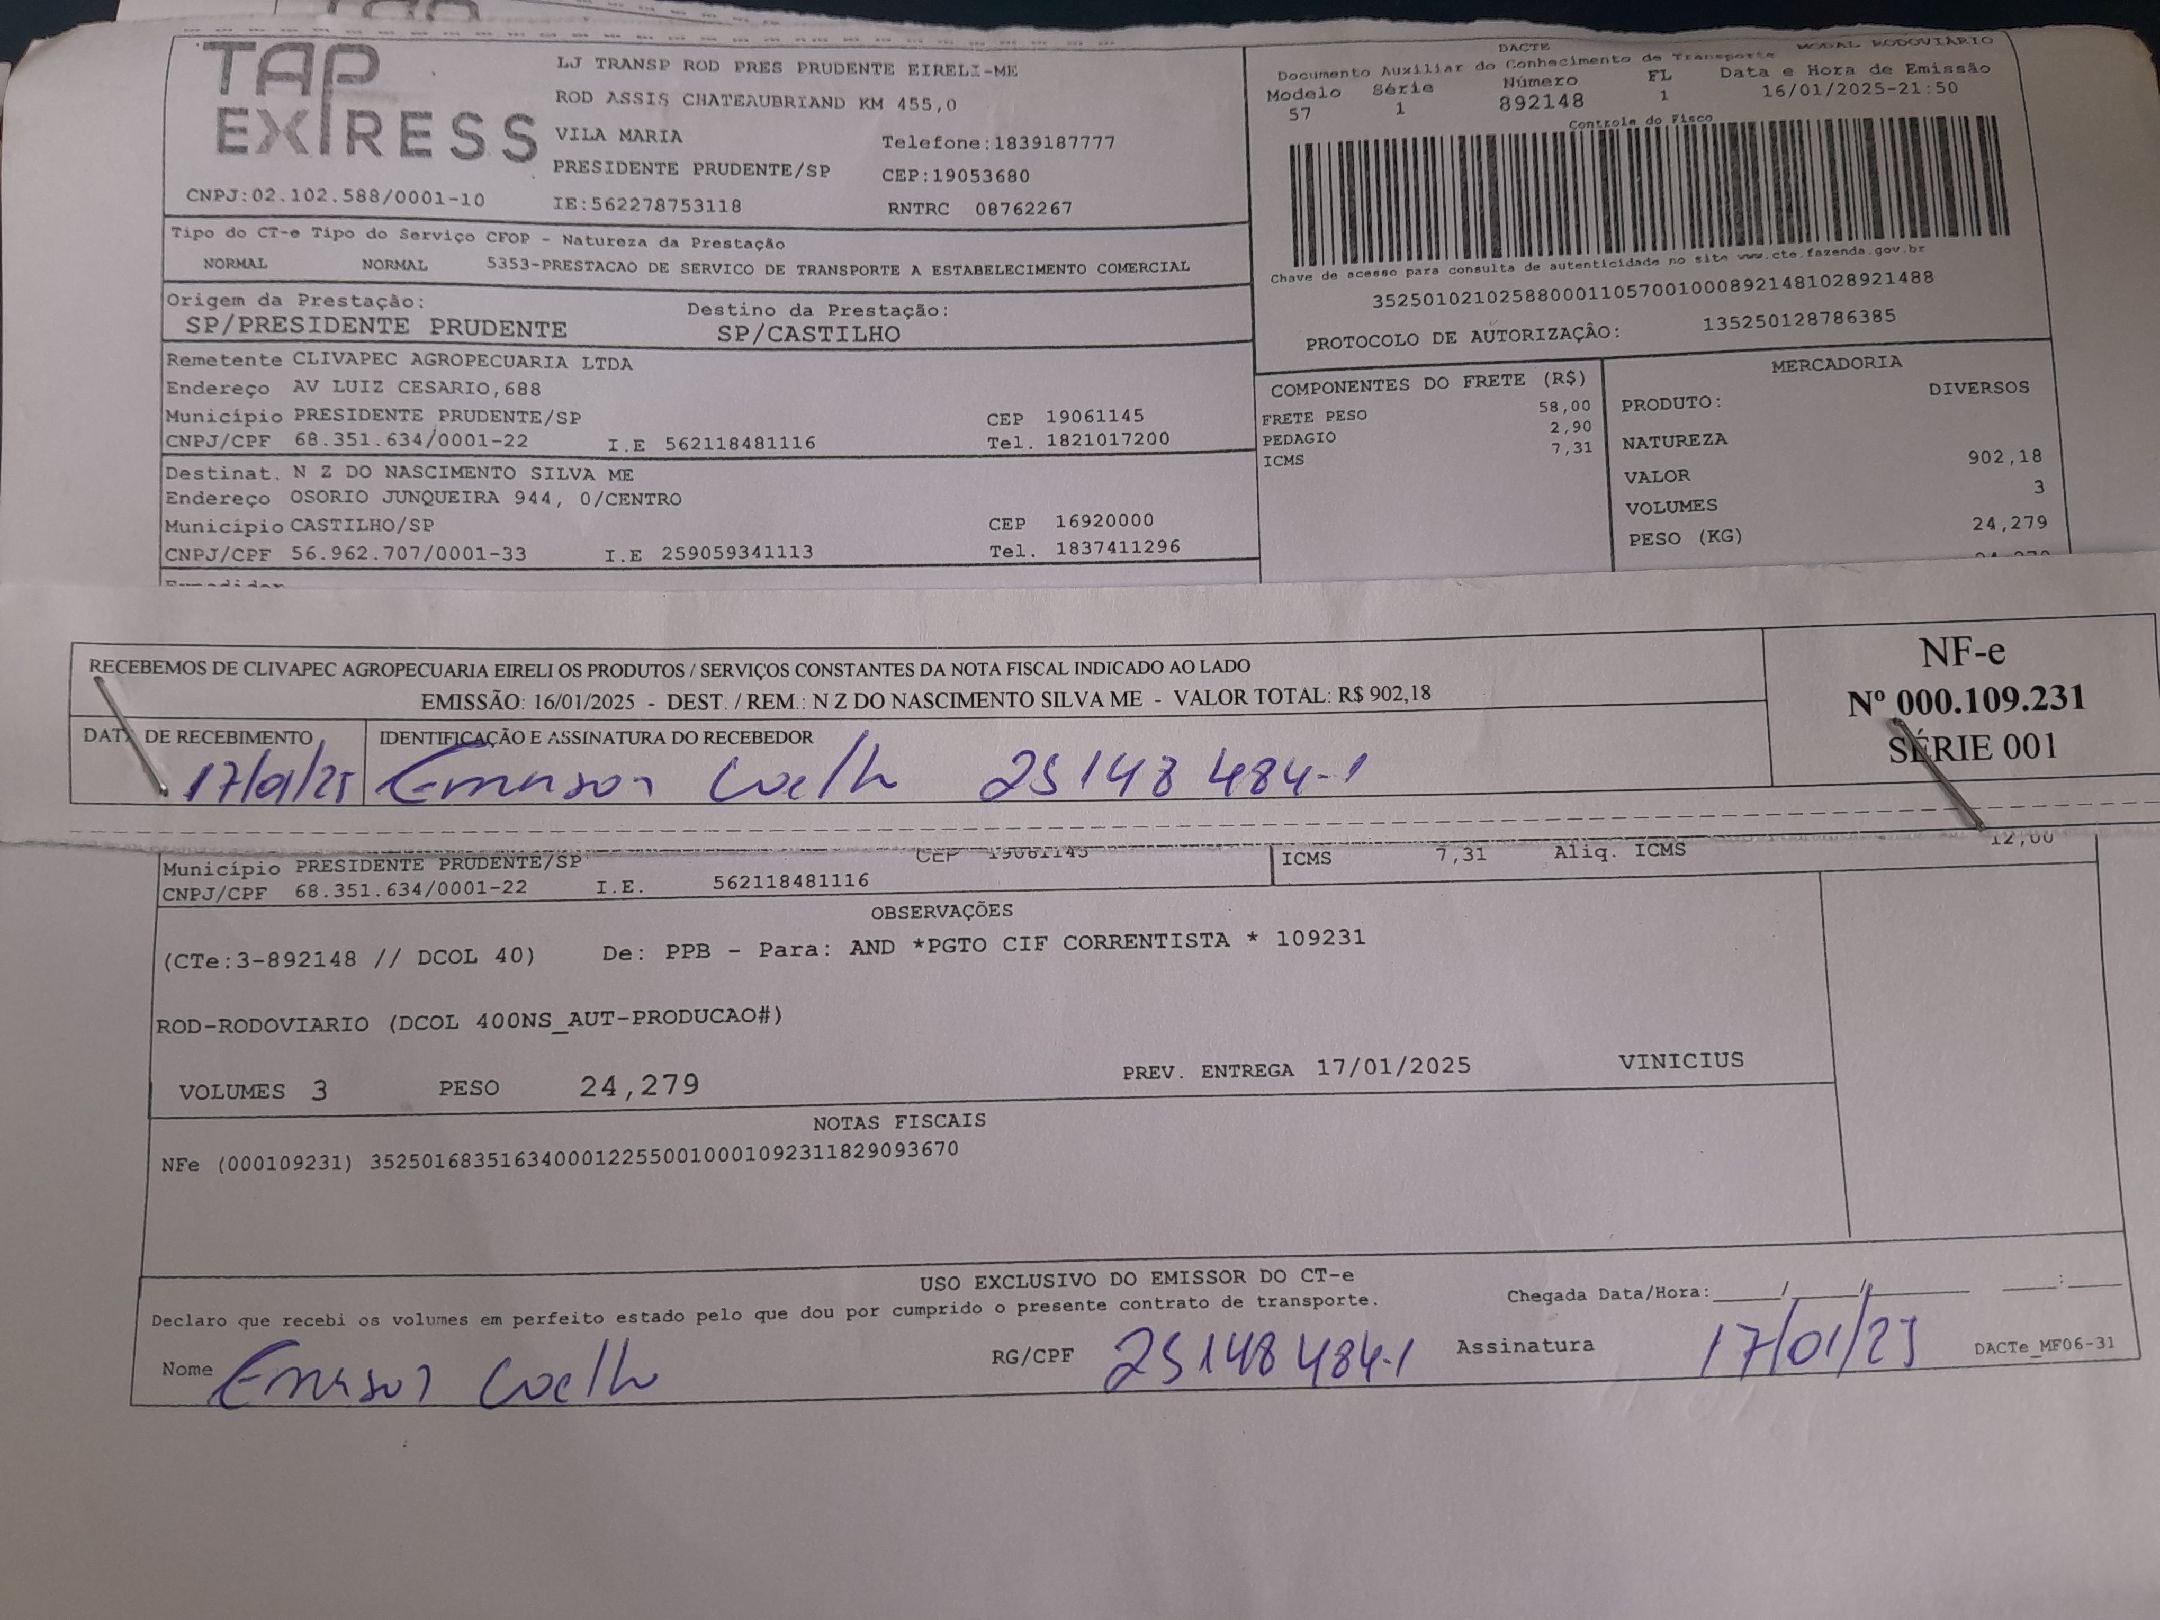 TAP EXPRESS
LJ TRANSP ROD PRES PRUDENTE EIRELI-ME
ROD ASSIS CHATEAUBRIAND KM 455,0
VILA MARIA Telefone:1839187777
PRESIDENTE PRUDENTE/SP CEP:19053680
CNPJ:02.102.588/0001-10 IE:562278753118 RNTRC 08762267
DACTE MODAL RODOVIÁRIO
Documento Auxiliar do Conhecimento de Transporte
Modelo Série Número FL Data e Hora de Emissão
57 1 892148 1 16/01/2025-21:50
Controle do Fisco
Chave de acesso para consulta de autenticidade no site www.cte.fazenda.gov.br
35250102102588000110570010008921481028921488
PROTOCOLO DE AUTORIZAÇÃO: 135250128786385
Tipo do CT-e Tipo do Serviço CFOP - Natureza da Prestação
NORMAL NORMAL 5353-PRESTACAO DE SERVICO DE TRANSPORTE A ESTABELECIMENTO COMERCIAL
Origem da Prestação: Destino da Prestação:
SP/PRESIDENTE PRUDENTE SP/CASTILHO
Remetente CLIVAPEC AGROPECUARIA LTDA
Endereço AV LUIZ CESARIO,688
Município PRESIDENTE PRUDENTE/SP CEP 19061145
CNPJ/CPF 68.351.634/0001-22 I.E 562118481116 Tel. 1821017200
Destinat. N Z DO NASCIMENTO SILVA ME
Endereço OSORIO JUNQUEIRA 944, 0/CENTRO
Município CASTILHO/SP CEP 16920000
CNPJ/CPF 56.962.707/0001-33 I.E 259059341113 Tel. 1837411296
COMPONENTES DO FRETE (R$)
FRETE PESO 58,00
PEDAGIO 2,90
ICMS 7,31
MERCADORIA
PRODUTO: DIVERSOS
NATUREZA
VALOR 902,18
VOLUMES 3
PESO (KG) 24,279
RECEBEMOS DE CLIVAPEC AGROPECUARIA EIRELI OS PRODUTOS / SERVIÇOS CONSTANTES DA NOTA FISCAL INDICADO AO LADO
EMISSÃO: 16/01/2025 - DEST. / REM.: N Z DO NASCIMENTO SILVA ME - VALOR TOTAL: R$ 902,18
NF-e
Nº 000.109.231
SÉRIE 001
DATA DE RECEBIMENTO IDENTIFICAÇÃO E ASSINATURA DO RECEBEDOR
17/01/25 Emerson Coelho 25148484-1
Município PRESIDENTE PRUDENTE/SP CEP 19061145
CNPJ/CPF 68.351.634/0001-22 I.E. 562118481116
ICMS 7,31 Aliq. ICMS 12,00
OBSERVAÇÕES
(CTe:3-892148 // DCOL 40) De: PPB - Para: AND *PGTO CIF CORRENTISTA * 109231
ROD-RODOVIARIO (DCOL 400NS_AUT-PRODUCAO#)
VOLUMES 3 PESO 24,279 PREV. ENTREGA 17/01/2025 VINICIUS
NOTAS FISCAIS
NFe (000109231) 35250168351634000122550010001092311829093670
USO EXCLUSIVO DO EMISSOR DO CT-e
Declaro que recebi os volumes em perfeito estado pelo que dou por cumprido o presente contrato de transporte. Chegada Data/Hora:_____/_____/________ ____:____
Nome Emerson Coelho RG/CPF 25148484-1 Assinatura 17/01/25 DACTe_MF06-31